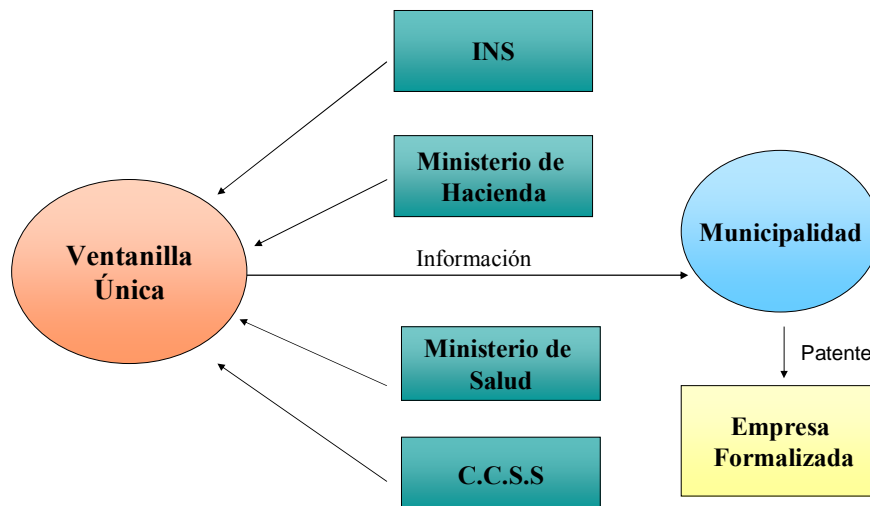 INS
Ministerio de
Hacienda
Ventanilla
Única
Información
Municipalidad
Ministerio de
Salud
Patente
C.C.S.S
Empresa
Formalizada